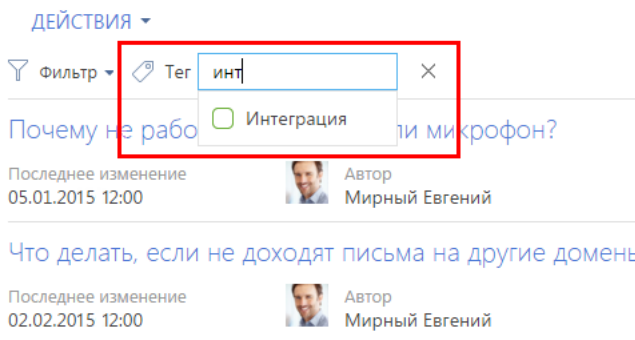 ДЕЙСТВИЯ
Фильтр Тег инт
Интеграция
Почему не рабо ли микрофон?
Последнее изменение Автор
05.01.2015 12:00 Мирный Евгений
Что делать, если не доходят письма на другие домены
Последнее изменение Автор
02.02.2015 12:00 Мирный Евгений